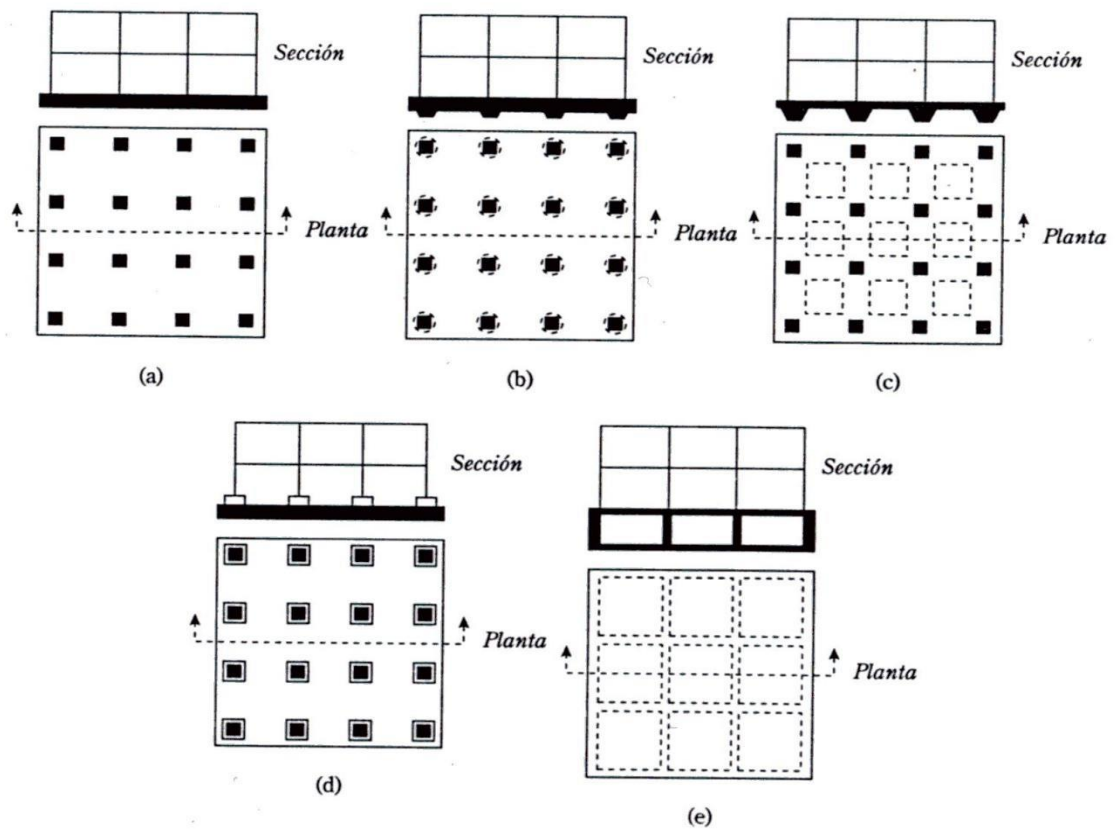 Sección
Planta
(a)
Sección
Planta
(b)
Sección
Planta
(c)
Sección
Planta
(d)
Sección
Planta
(e)